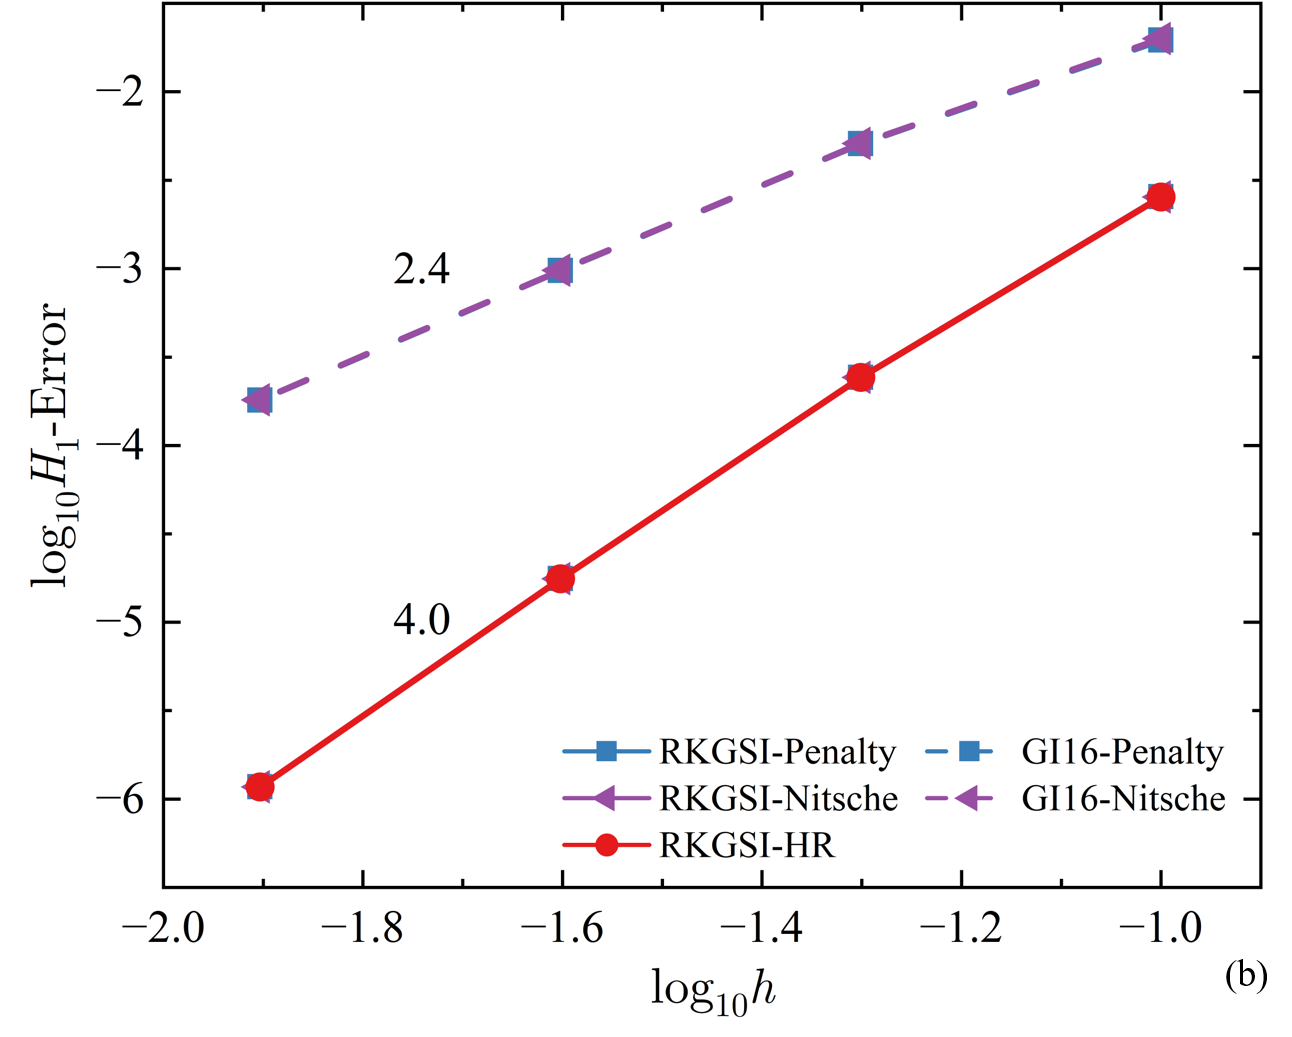 −2
−3
−4
−5
−6
log₁₀H₁-Error
2.4
4.0
RKGSI-Penalty GI16-Penalty
RKGSI-Nitsche GI16-Nitsche
RKGSI-HR
−2.0 −1.8 −1.6 −1.4 −1.2 −1.0
log₁₀h
(b)